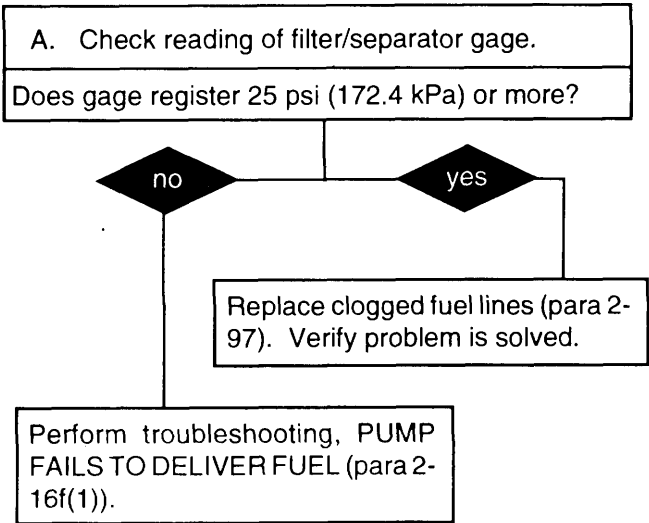 A. Check reading of filter/separator gage.
Does gage register 25 psi (172.4 kPa) or more?
no
yes
Replace clogged fuel lines (para 2-
97). Verify problem is solved.
Perform troubleshooting, PUMP
FAILS TO DELIVER FUEL (para 2-
16f(1)).